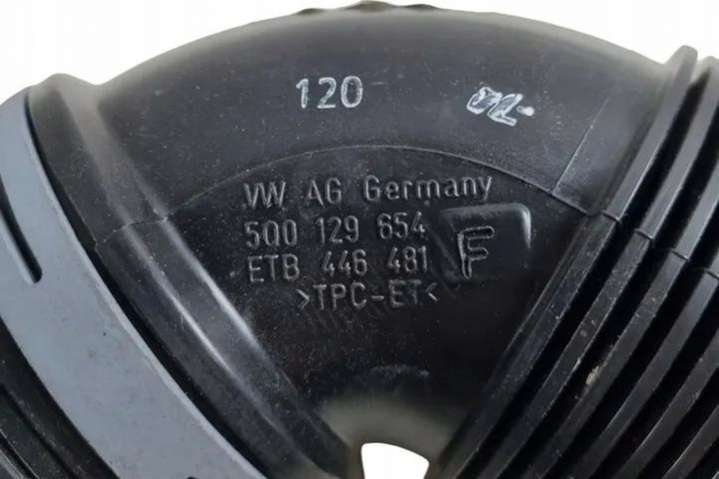 120
VW AG Germany
5Q0 129 654
ETB 446 481 F
>TPC-ET<